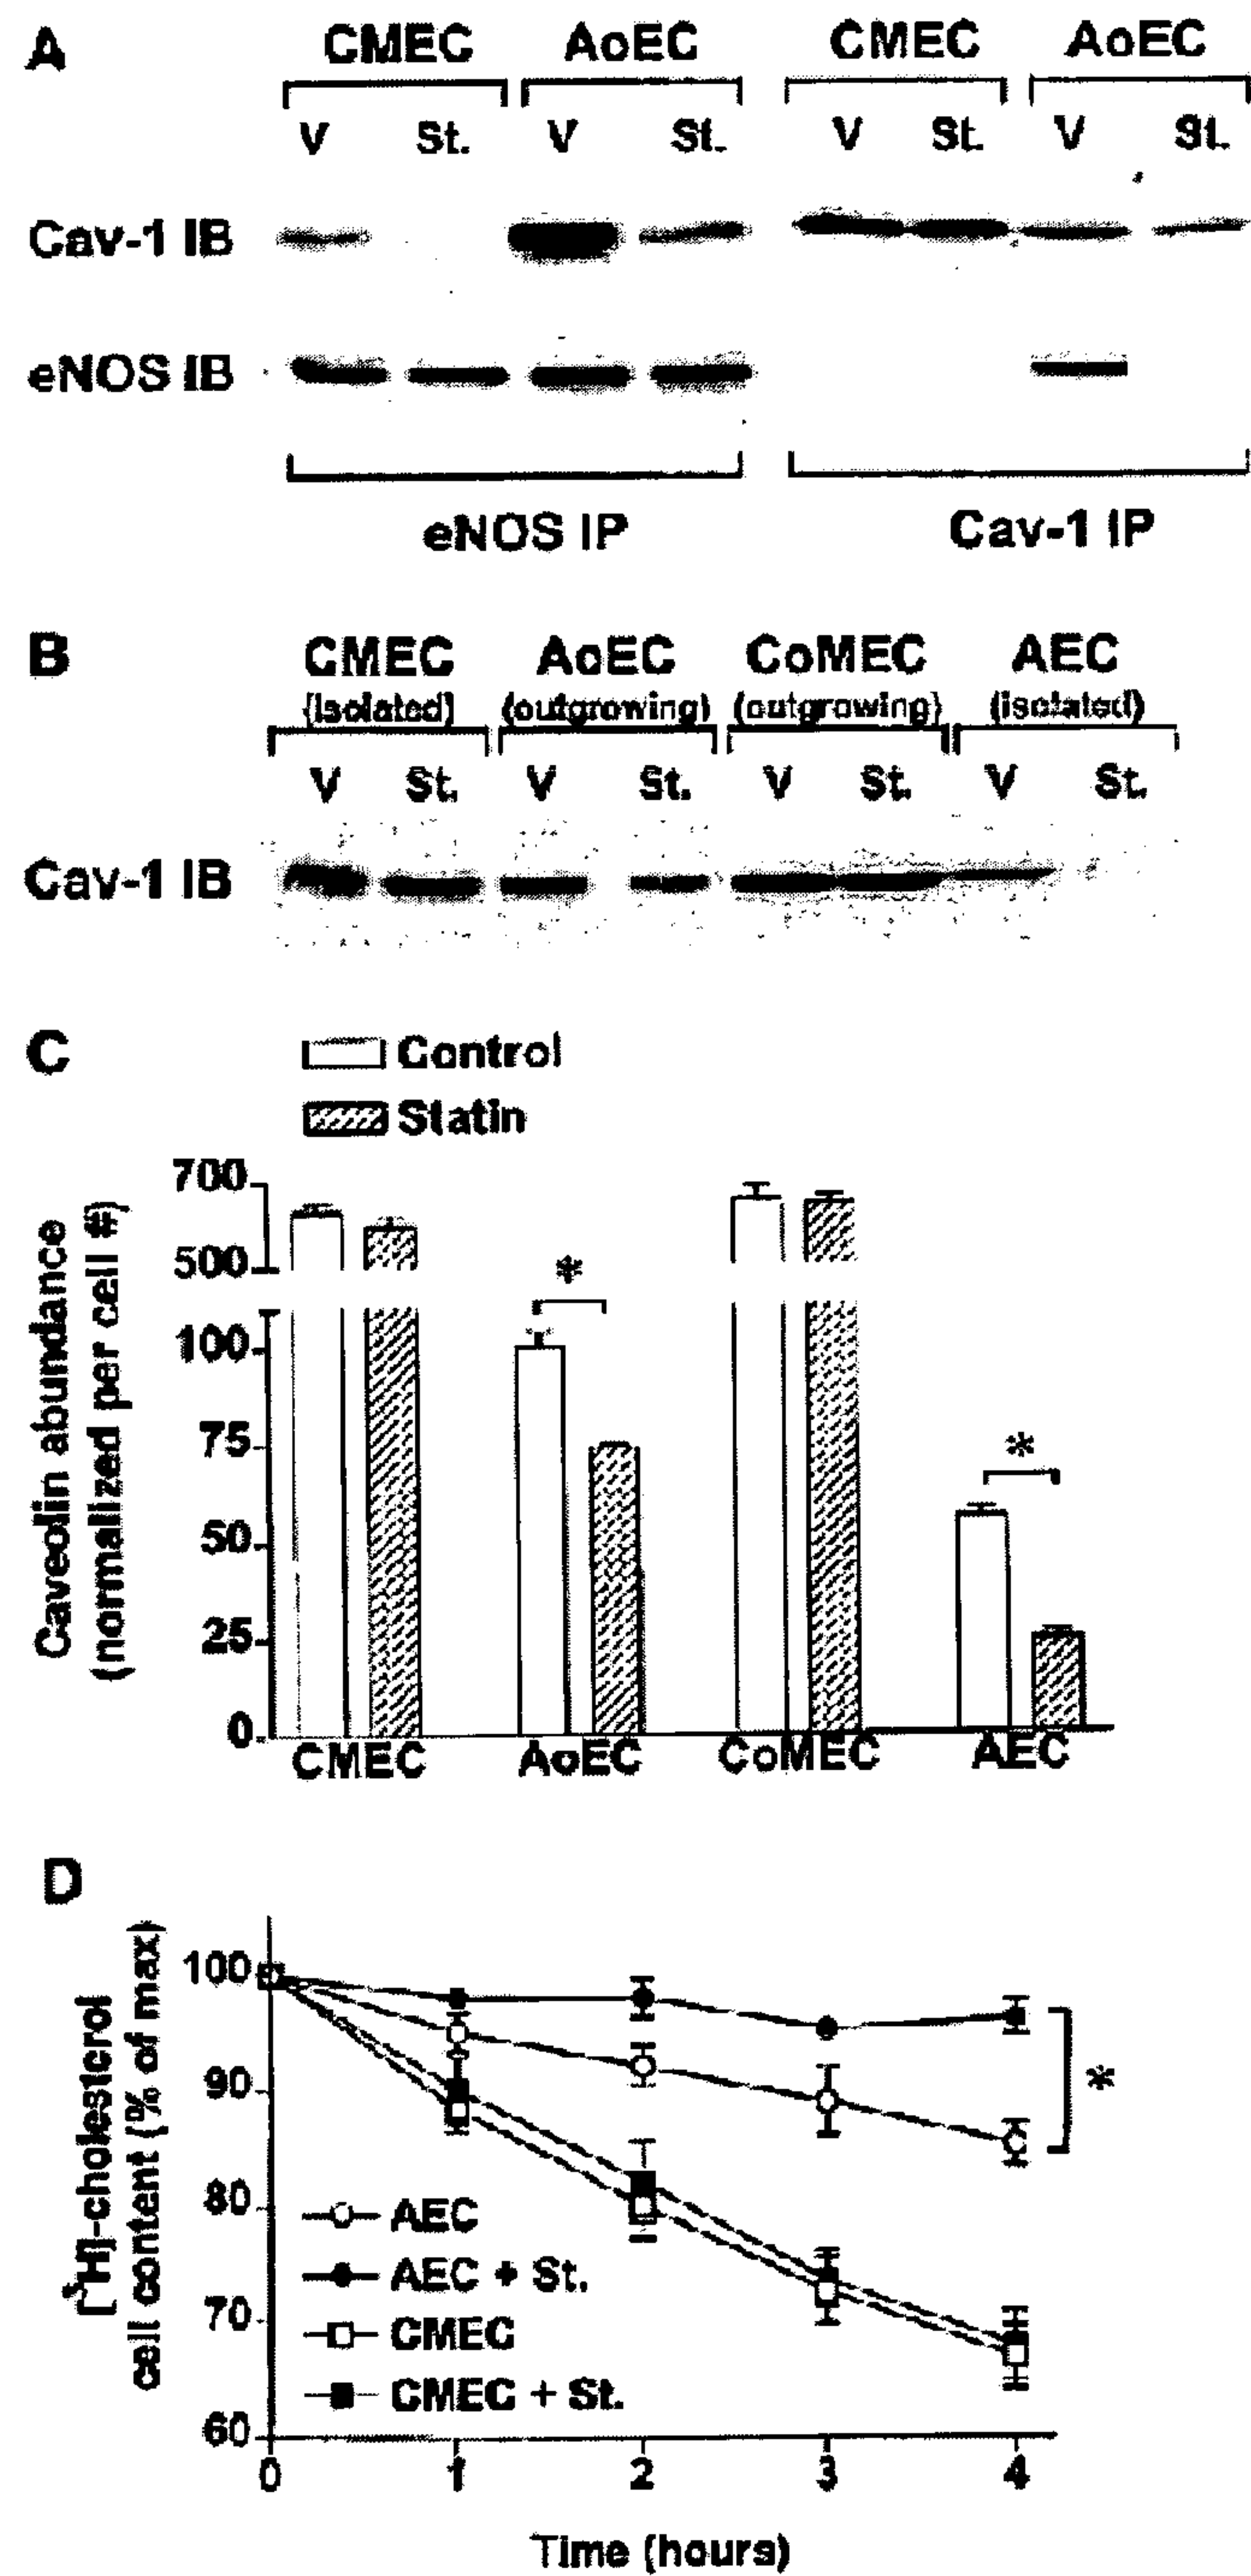 A
CMEC AoEC CMEC AoEC
V St. V St. V St. V St.
Cav-1 IB
eNOS IB
eNOS IP Cav-1 IP
B
CMEC AoEC CoMEC AEC
(isolated) (outgrowing) (outgrowing) (isolated)
V St. V St. V St. V St.
Cav-1 IB
C
Control
Statin
Caveolin abundance
(normalized per cell #)
700
500
*
100
75
*
50
25
0
CMEC AoEC CoMEC AEC
D
[³H]-cholesterol
cell content (% of max)
100
90
*
80
AEC
AEC + St.
70
CMEC
CMEC + St.
60
0 1 2 3 4
Time (hours)